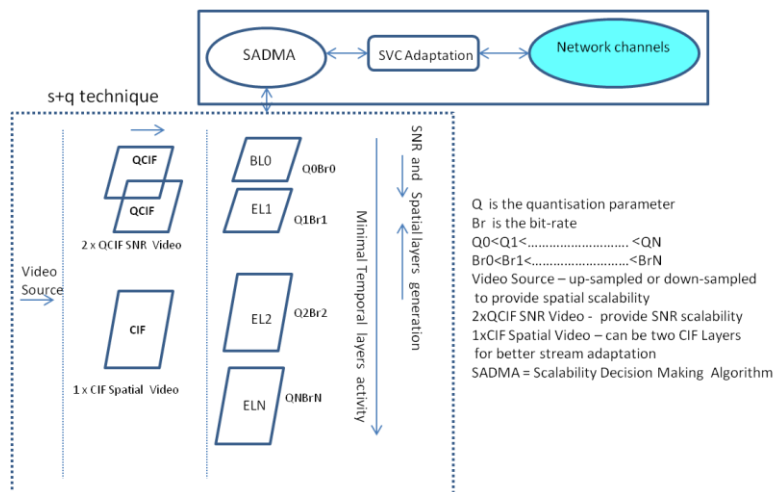 SADMA
SVC Adaptation
Network channels
s+q technique
QCIF
QCIF
2 x QCIF SNR Video
Video
Source
CIF
1 x CIF Spatial Video
BL0
Q0Br0
EL1
Q1Br1
EL2
Q2Br2
ELN
QNBrN
Minimal Temporal layers activity
SNR and Spatial layers generation
Q is the quantisation parameter
Br is the bit-rate
Q0<Q1<............................ <QN
Br0<Br1<............................<BrN
Video Source – up-sampled or down-sampled
to provide spatial scalability
2xQCIF SNR Video - provide SNR scalability
1xCIF Spatial Video – can be two CIF Layers
for better stream adaptation
SADMA = Scalability Decision Making Algorithm